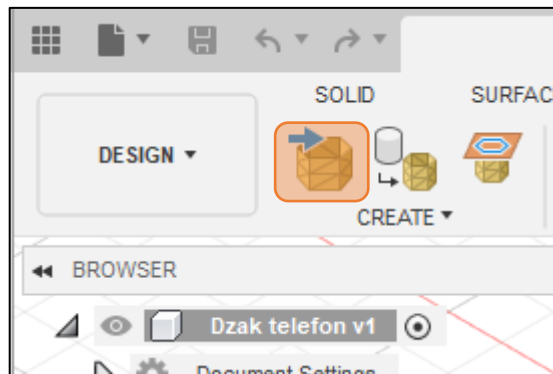 SOLID
SURFAC
DESIGN
CREATE
BROWSER
Dzak telefon v1
Document Settings